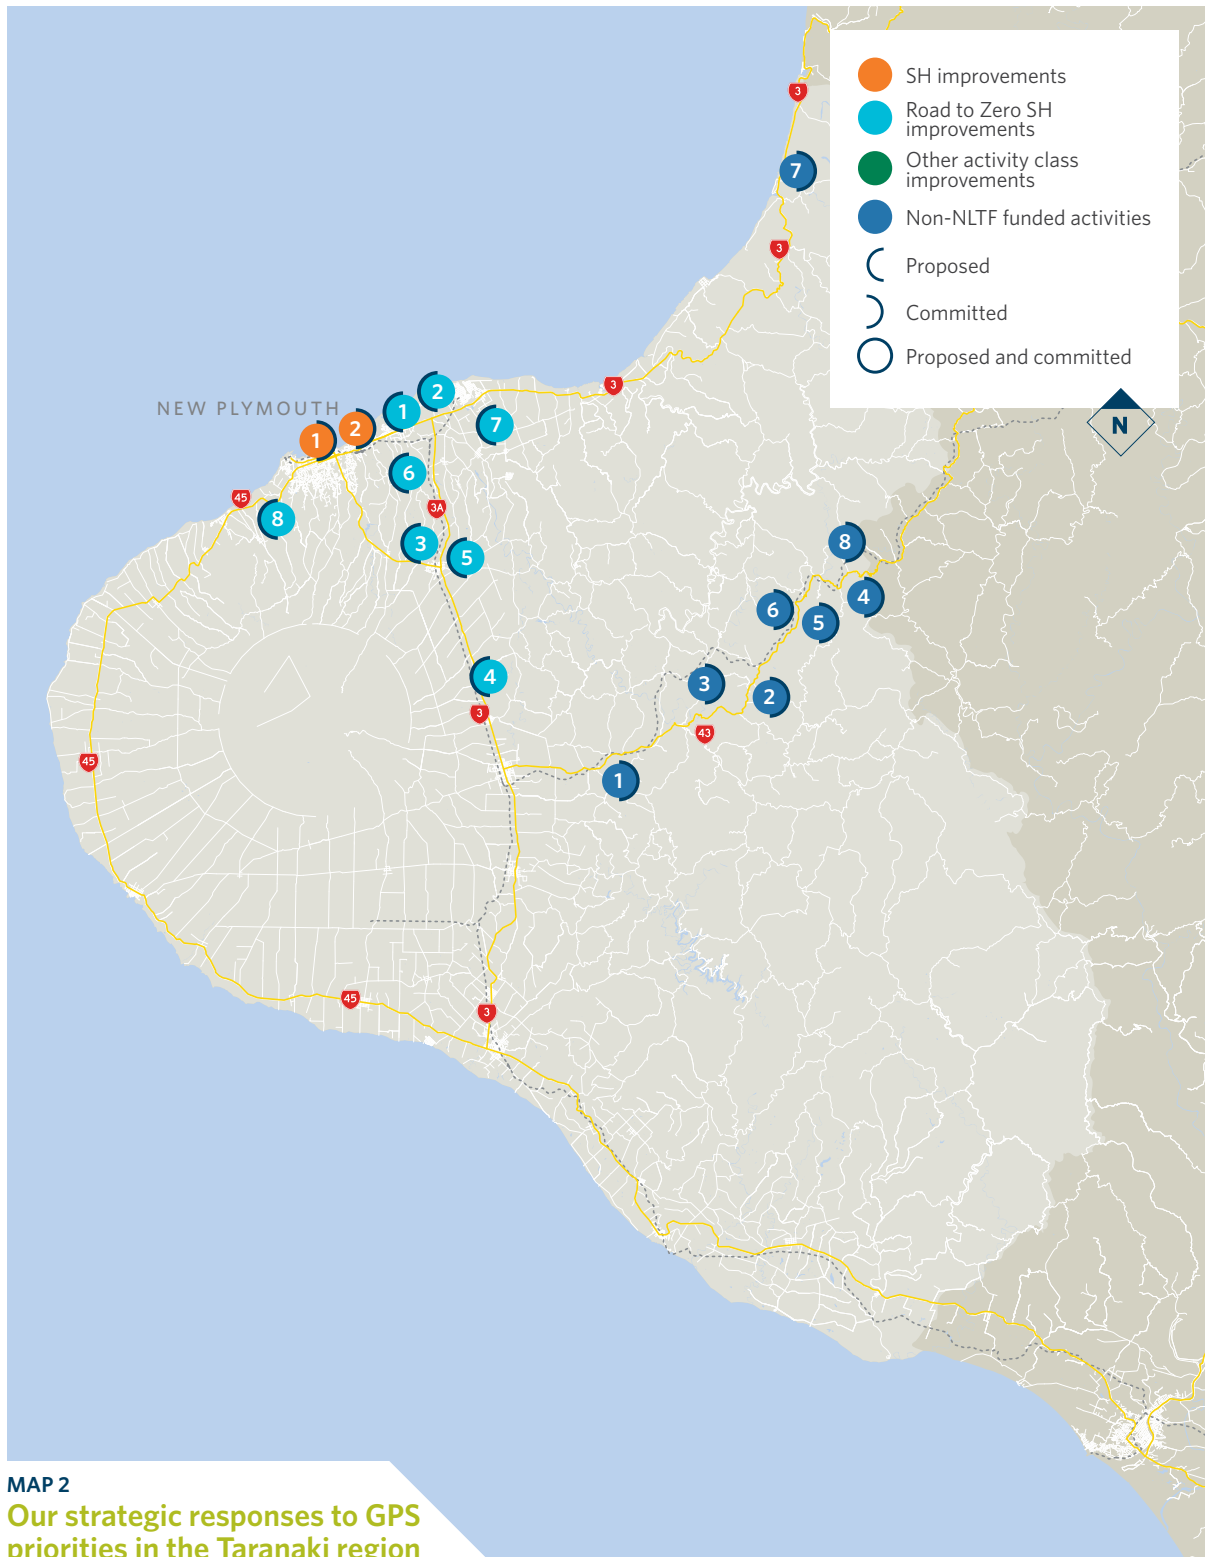 SH improvements
Road to Zero SH
improvements
Other activity class
improvements
Non-NLTF funded activities
Proposed
Committed
Proposed and committed
N
3
7
3
3
NEW PLYMOUTH
2
1
2
1
7
6
45
3A
8
3
5
8
4
6
5
4
3
2
3
43
45
1
45
3
MAP 2
Our strategic responses to GPS
priorities in the Taranaki region